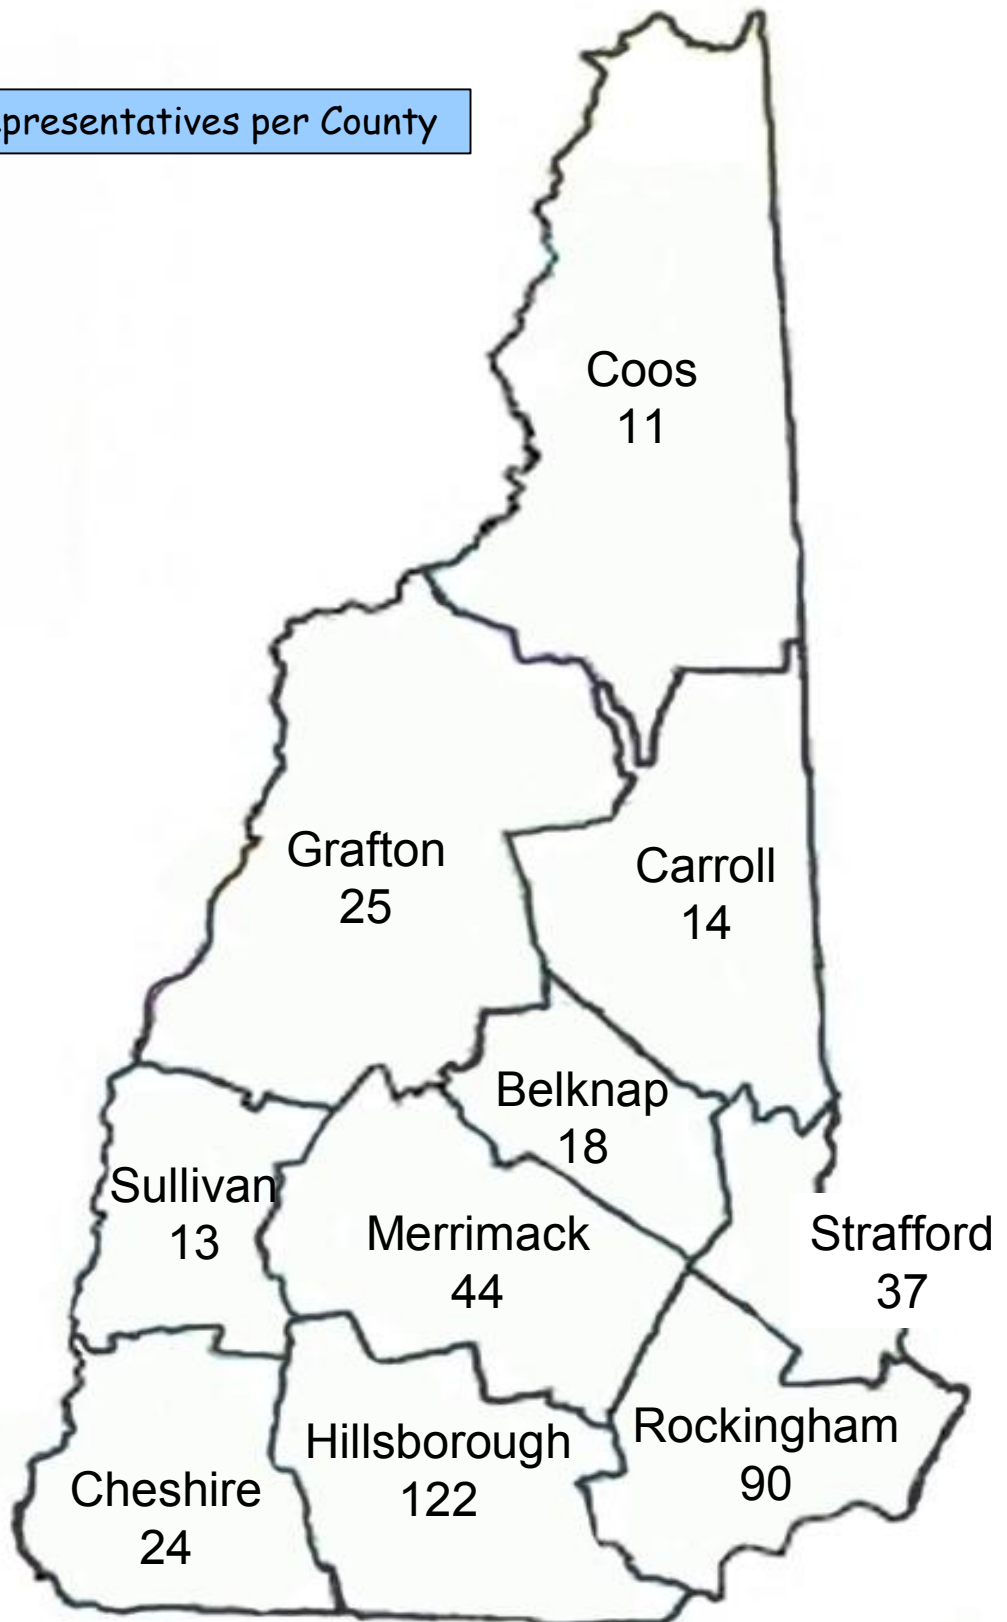 per County
Coos
11
Grafton
25
Carroll
14
Belknap
18
Sullivan
13
Merrimack
44
Strafford
37
Hillsborough
122
Rockingham
90
Cheshire
24